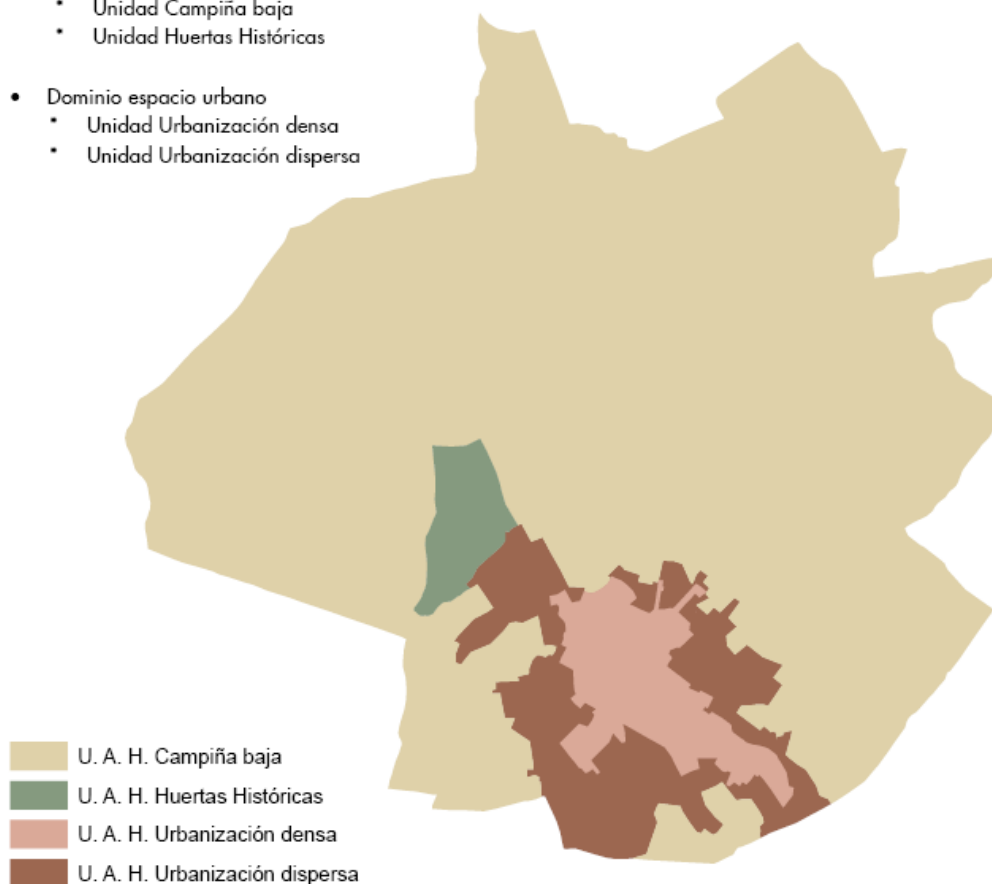 * Unidad Campiña baja
* Unidad Huertas Históricas
• Dominio espacio urbano
* Unidad Urbanización densa
* Unidad Urbanización dispersa
U. A. H. Campiña baja
U. A. H. Huertas Históricas
U. A. H. Urbanización densa
U. A. H. Urbanización dispersa